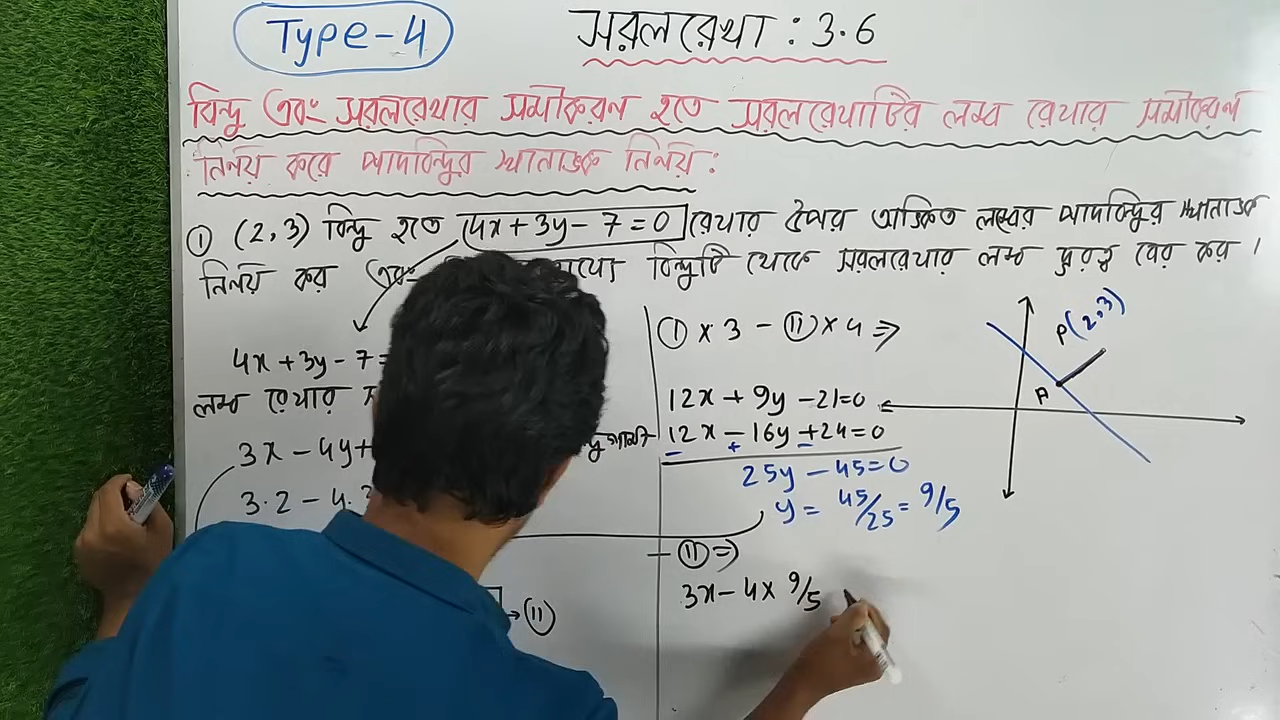 Type-4
সরলরেখা : 3.6
বিন্দু এবং সরলরেখার সমীকরণ হতে সরলরেখাটির লম্ব রেখার সমীকরণ
নির্ণয় করে পাদবিন্দুর স্থানাঙ্ক নির্ণয় :
① (2,3) বিন্দু হতে 4x+3y-7=0 রেখার উপর অঙ্কিত লম্বের পাদবিন্দুর স্থানাঙ্ক
নির্ণয় কর এবং বিন্দুটি থেকে সরলরেখার লম্ব দূরত্ব বের কর ।
4x+3y-7=
লম্ব রেখার
3x-4y+
3.2-4.
→ ⑪
① × 3 - ⑪ × 4 ⇒
12x + 9y -21=0
12x - 16y +24=0
- + -
25y - 45=0
y = 45/25 = 9/5
⑪ ⇒
3x-4× 9/5
P(2,3)
A